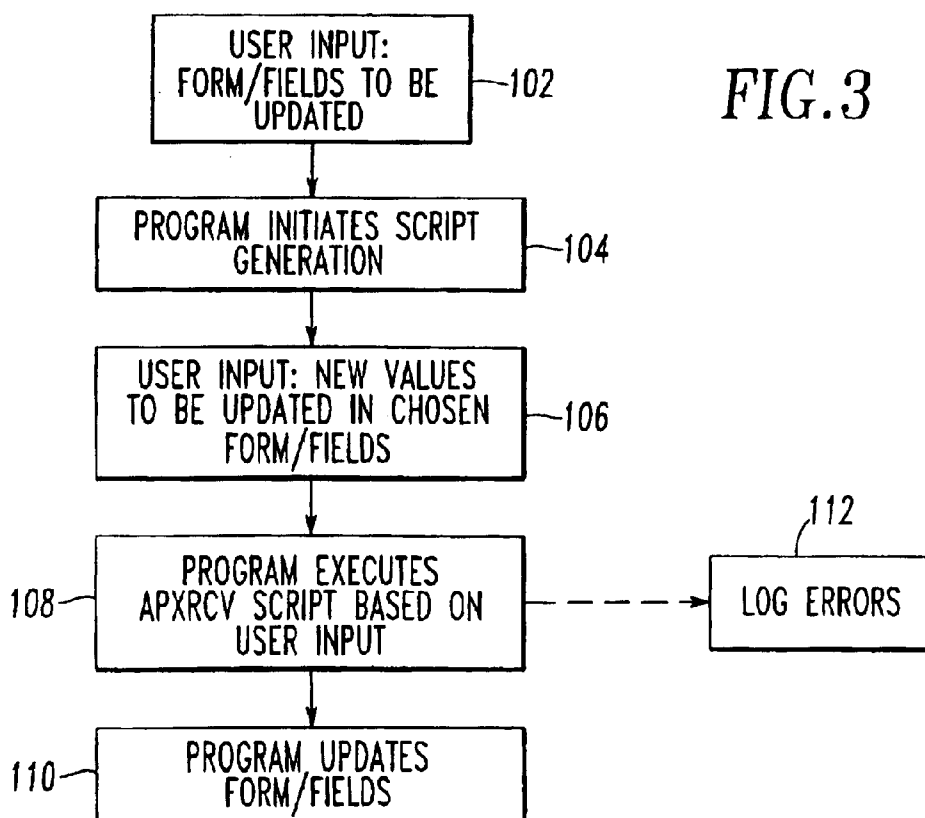 USER INPUT:
FORM/FIELDS TO BE
UPDATED
102
FIG.3
PROGRAM INITIATES SCRIPT
GENERATION
104
USER INPUT: NEW VALUES
TO BE UPDATED IN CHOSEN
FORM/FIELDS
106
108
PROGRAM EXECUTES
APXRCV SCRIPT BASED ON
USER INPUT
112
LOG ERRORS
110
PROGRAM UPDATES
FORM/FIELDS